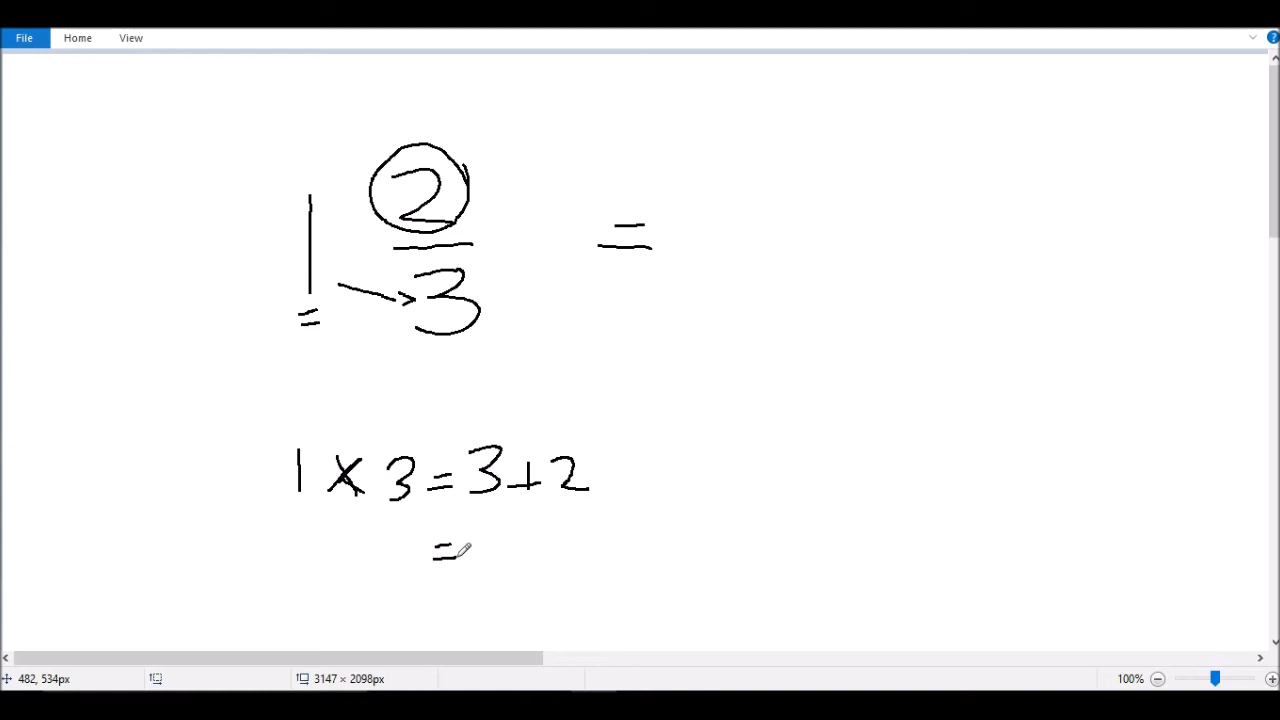 File Home View
1 2/3 =
1 x 3 = 3 + 2
=
482, 534px 3147 × 2098px 100%